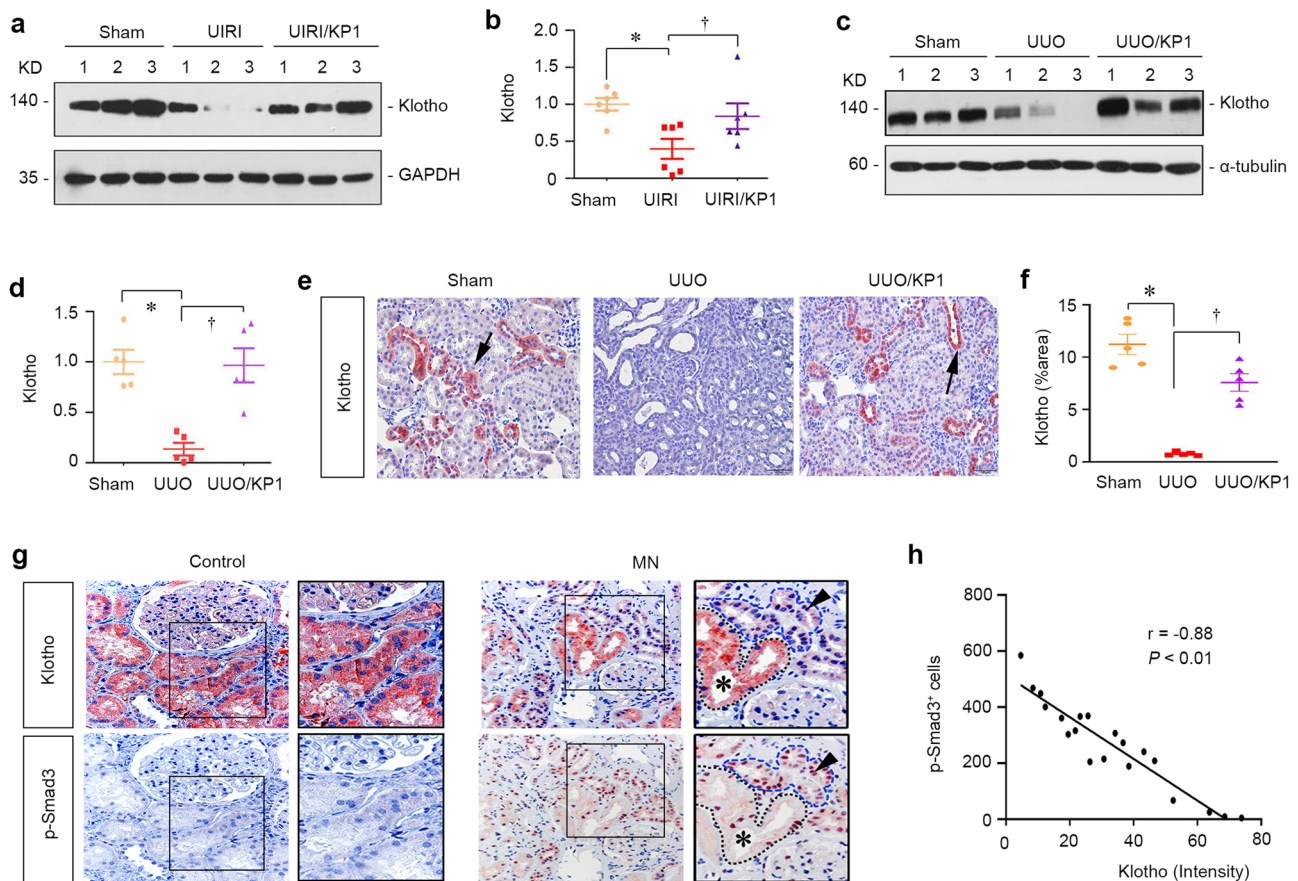 a
Sham UIRI UIRI/KP1
KD 1 2 3 1 2 3 1 2 3
140 - - Klotho
35 - - GAPDH
b
2.0
1.5
1.0
0.5
0
Klotho
* †
Sham UIRI UIRI/KP1
c
Sham UUO UUO/KP1
KD 1 2 3 1 2 3 1 2 3
140 - - Klotho
60 - - α-tubulin
d
1.5
1.0
0.5
0
Klotho
* †
Sham UUO UUO/KP1
e
Sham UUO UUO/KP1
Klotho
f
15
10
5
0
Klotho (%area)
* †
Sham UUO UUO/KP1
g
Control MN
Klotho
*
p-Smad3
*
h
800
600
400
200
0
p-Smad3⁺ cells
r = -0.88
P < 0.01
0 20 40 60 80
Klotho (Intensity)